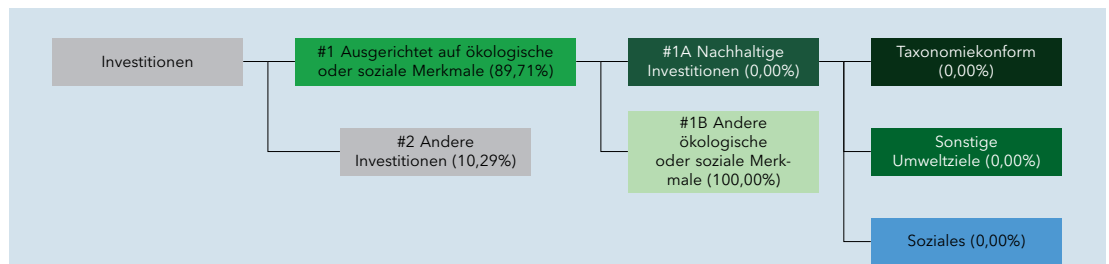 Investitionen
#1 Ausgerichtet auf ökologische
oder soziale Merkmale (89,71%)
#1A Nachhaltige
Investitionen (0,00%)
Taxonomiekonform
(0,00%)
#2 Andere
Investitionen (10,29%)
#1B Andere
ökologische
oder soziale Merk-
male (100,00%)
Sonstige
Umweltziele (0,00%)
Soziales (0,00%)